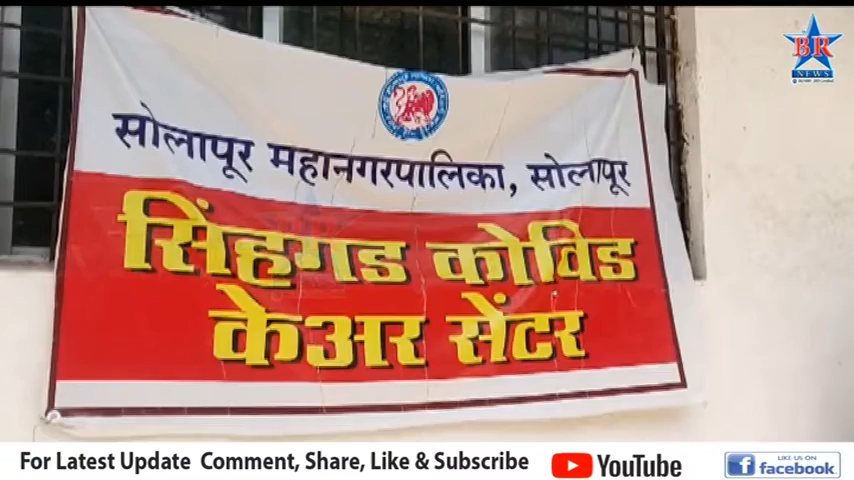 BR
NEWS
सोलापूर महानगरपालिका, सोलापूर
सिंहगड कोविड
केअर सेंटर
For Latest Update Comment, Share, Like & Subscribe
YouTube
LIKE US ON
facebook